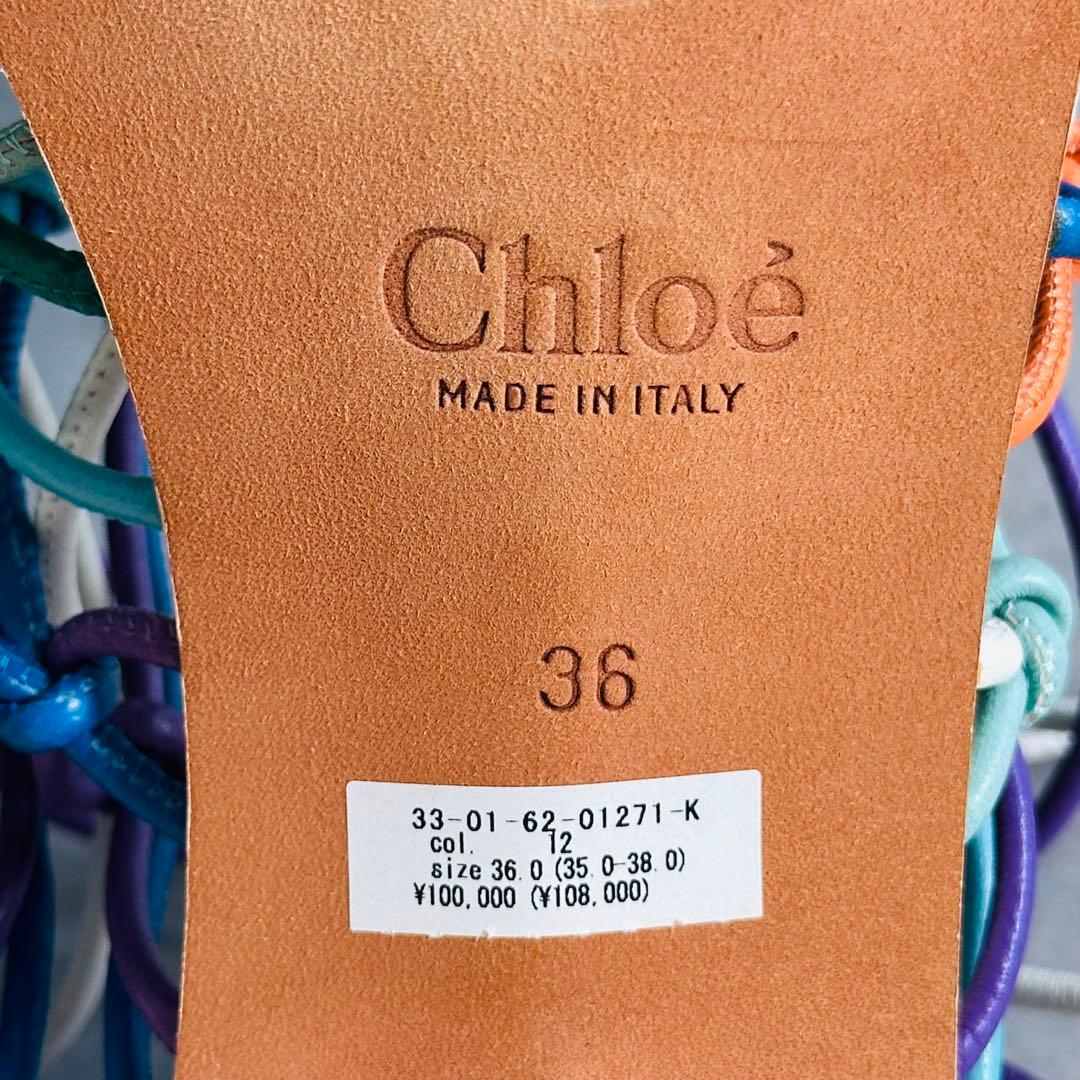 Chloé
MADE IN ITALY
36
33-01-62-01271-K
col. 12
size 36.0 (35.0-38.0)
¥100,000 (¥108,000)